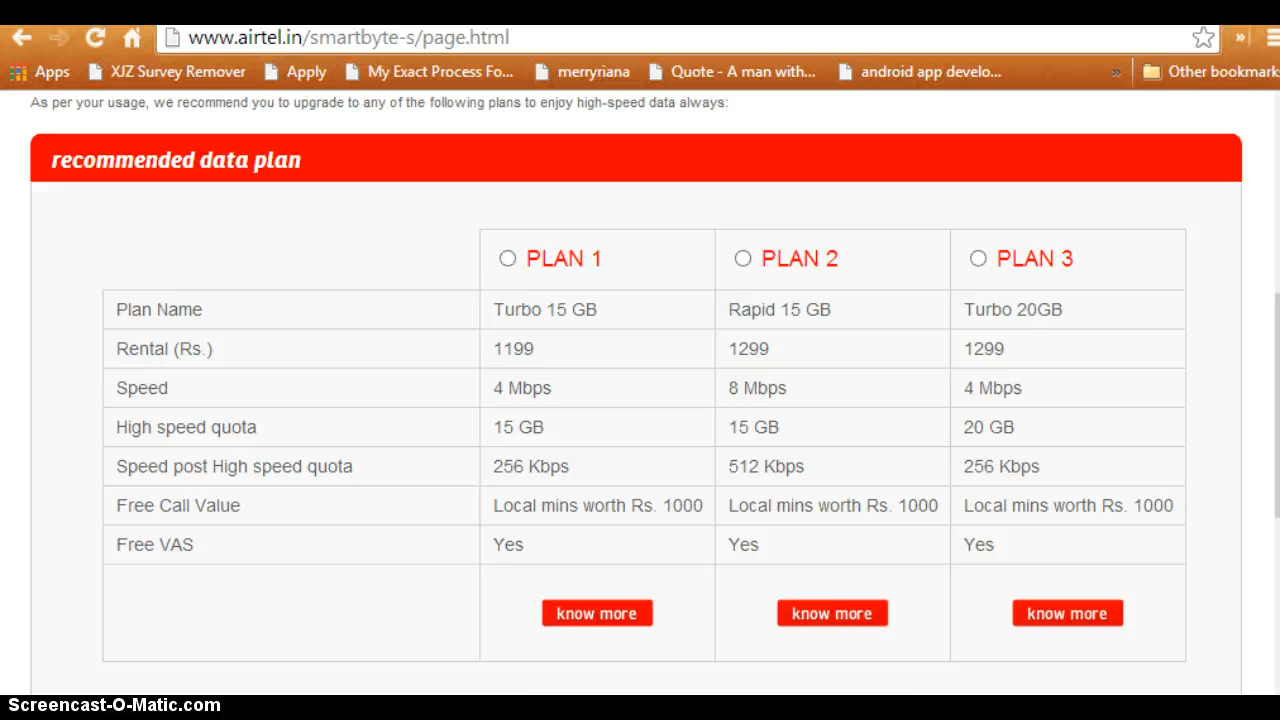 www.airtel.in/smartbyte-s/page.html »
Apps XJZ Survey Remover Apply My Exact Process Fo... merryriana Quote - A man with... android app develo... » Other bookmark
As per your usage, we recommend you to upgrade to any of the following plans to enjoy high-speed data always:
recommended data plan
PLAN 1 PLAN 2 PLAN 3
Plan Name Turbo 15 GB Rapid 15 GB Turbo 20GB
Rental (Rs.) 1199 1299 1299
Speed 4 Mbps 8 Mbps 4 Mbps
High speed quota 15 GB 15 GB 20 GB
Speed post High speed quota 256 Kbps 512 Kbps 256 Kbps
Free Call Value Local mins worth Rs. 1000 Local mins worth Rs. 1000 Local mins worth Rs. 1000
Free VAS Yes Yes Yes
know more know more know more
Screencast-O-Matic.com